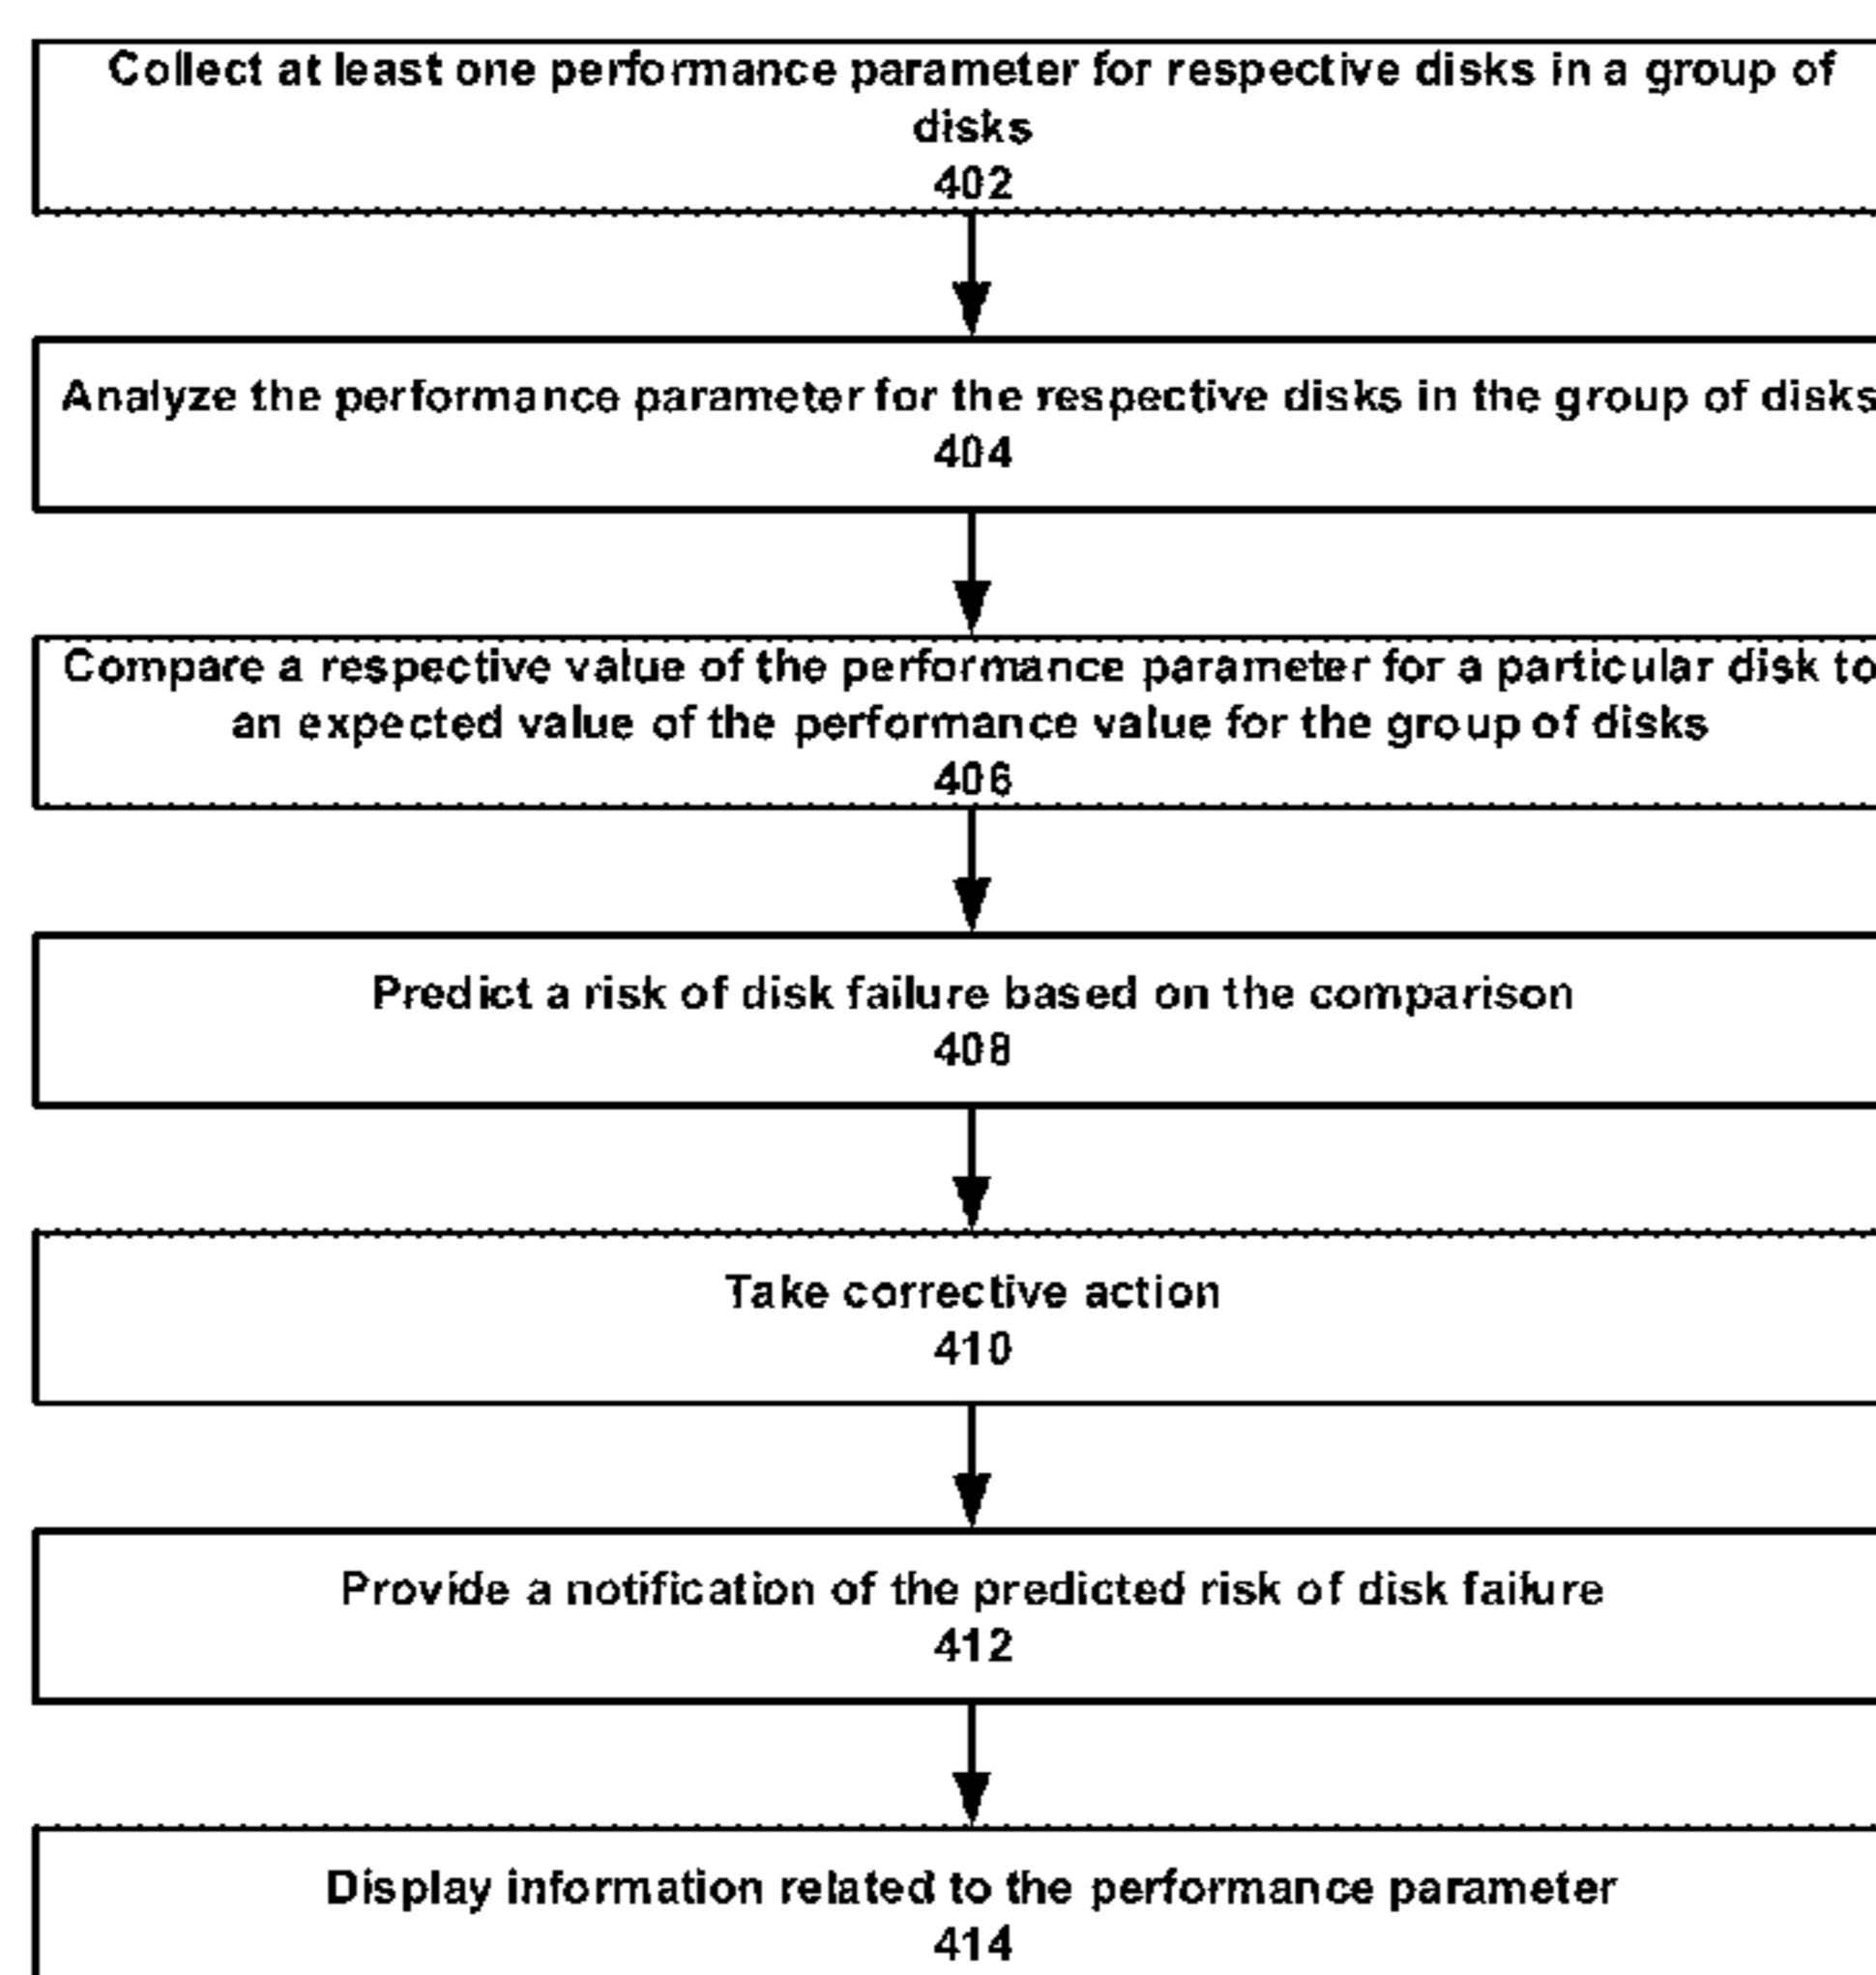 Collect at least one performance parameter for respective disks in a group of
disks
402
Analyze the performance parameter for the respective disks in the group of disks
404
Compare a respective value of the performance parameter for a particular disk to
an expected value of the performance value for the group of disks
406
Predict a risk of disk failure based on the comparison
408
Take corrective action
410
Provide a notification of the predicted risk of disk failure
412
Display information related to the performance parameter
414